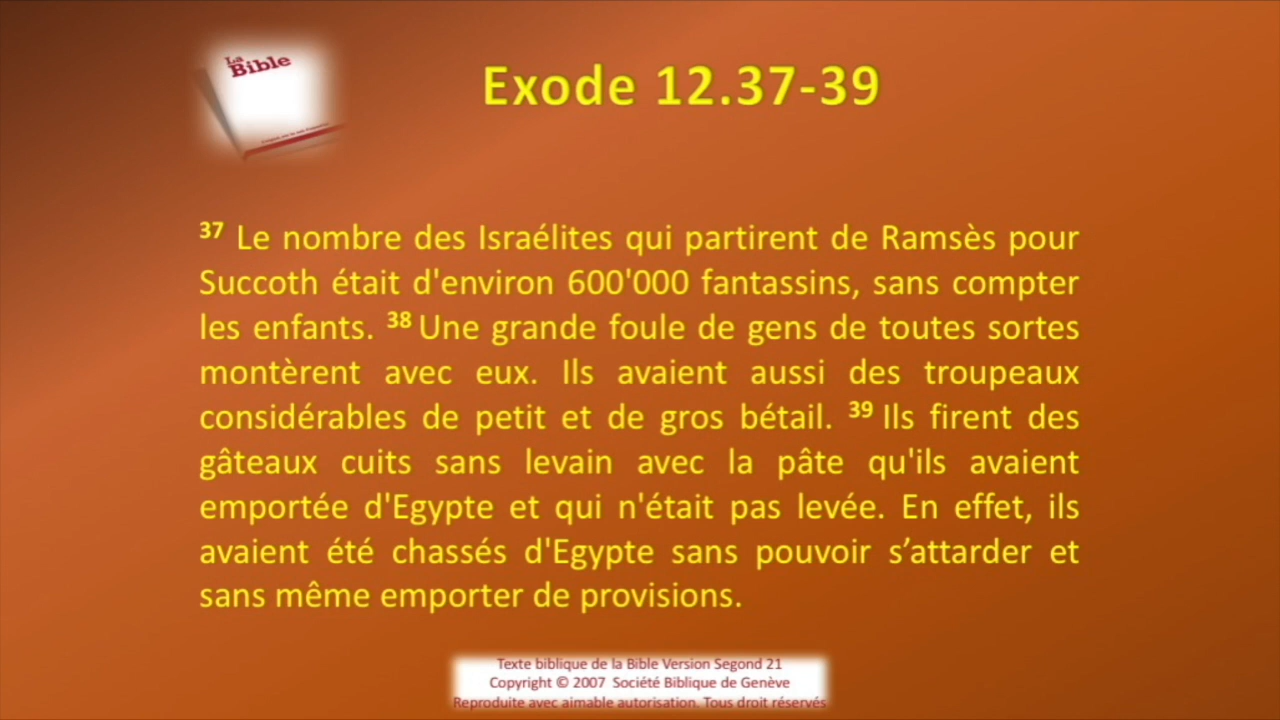 La
Bible
Exode 12.37-39
37 Le nombre des Israélites qui partirent de Ramsès pour
Succoth était d'environ 600'000 fantassins, sans compter
les enfants. 38 Une grande foule de gens de toutes sortes
montèrent avec eux. Ils avaient aussi des troupeaux
considérables de petit et de gros bétail. 39 Ils firent des
gâteaux cuits sans levain avec la pâte qu'ils avaient
emportée d'Egypte et qui n'était pas levée. En effet, ils
avaient été chassés d'Egypte sans pouvoir s’attarder et
sans même emporter de provisions.
Texte biblique de la Bible Version Segond 21
Copyright © 2007 Société Biblique de Genève
Reproduite avec aimable autorisation. Tous droit réservés